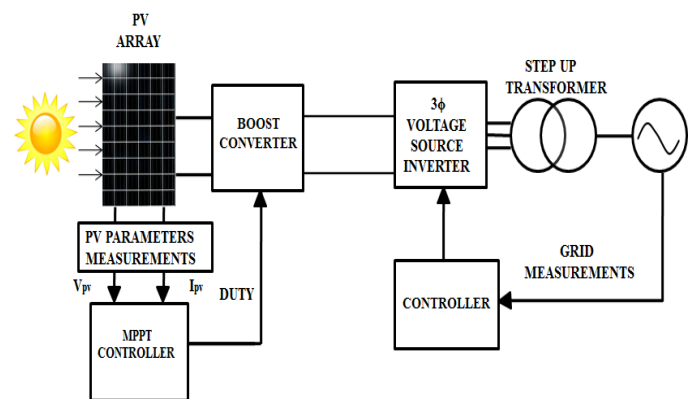 PV
ARRAY
BOOST
CONVERTER
3ϕ
VOLTAGE
SOURCE
INVERTER
STEP UP
TRANSFORMER
PV PARAMETERS
MEASUREMENTS
Vpv
Ipv
DUTY
MPPT
CONTROLLER
CONTROLLER
GRID
MEASUREMENTS